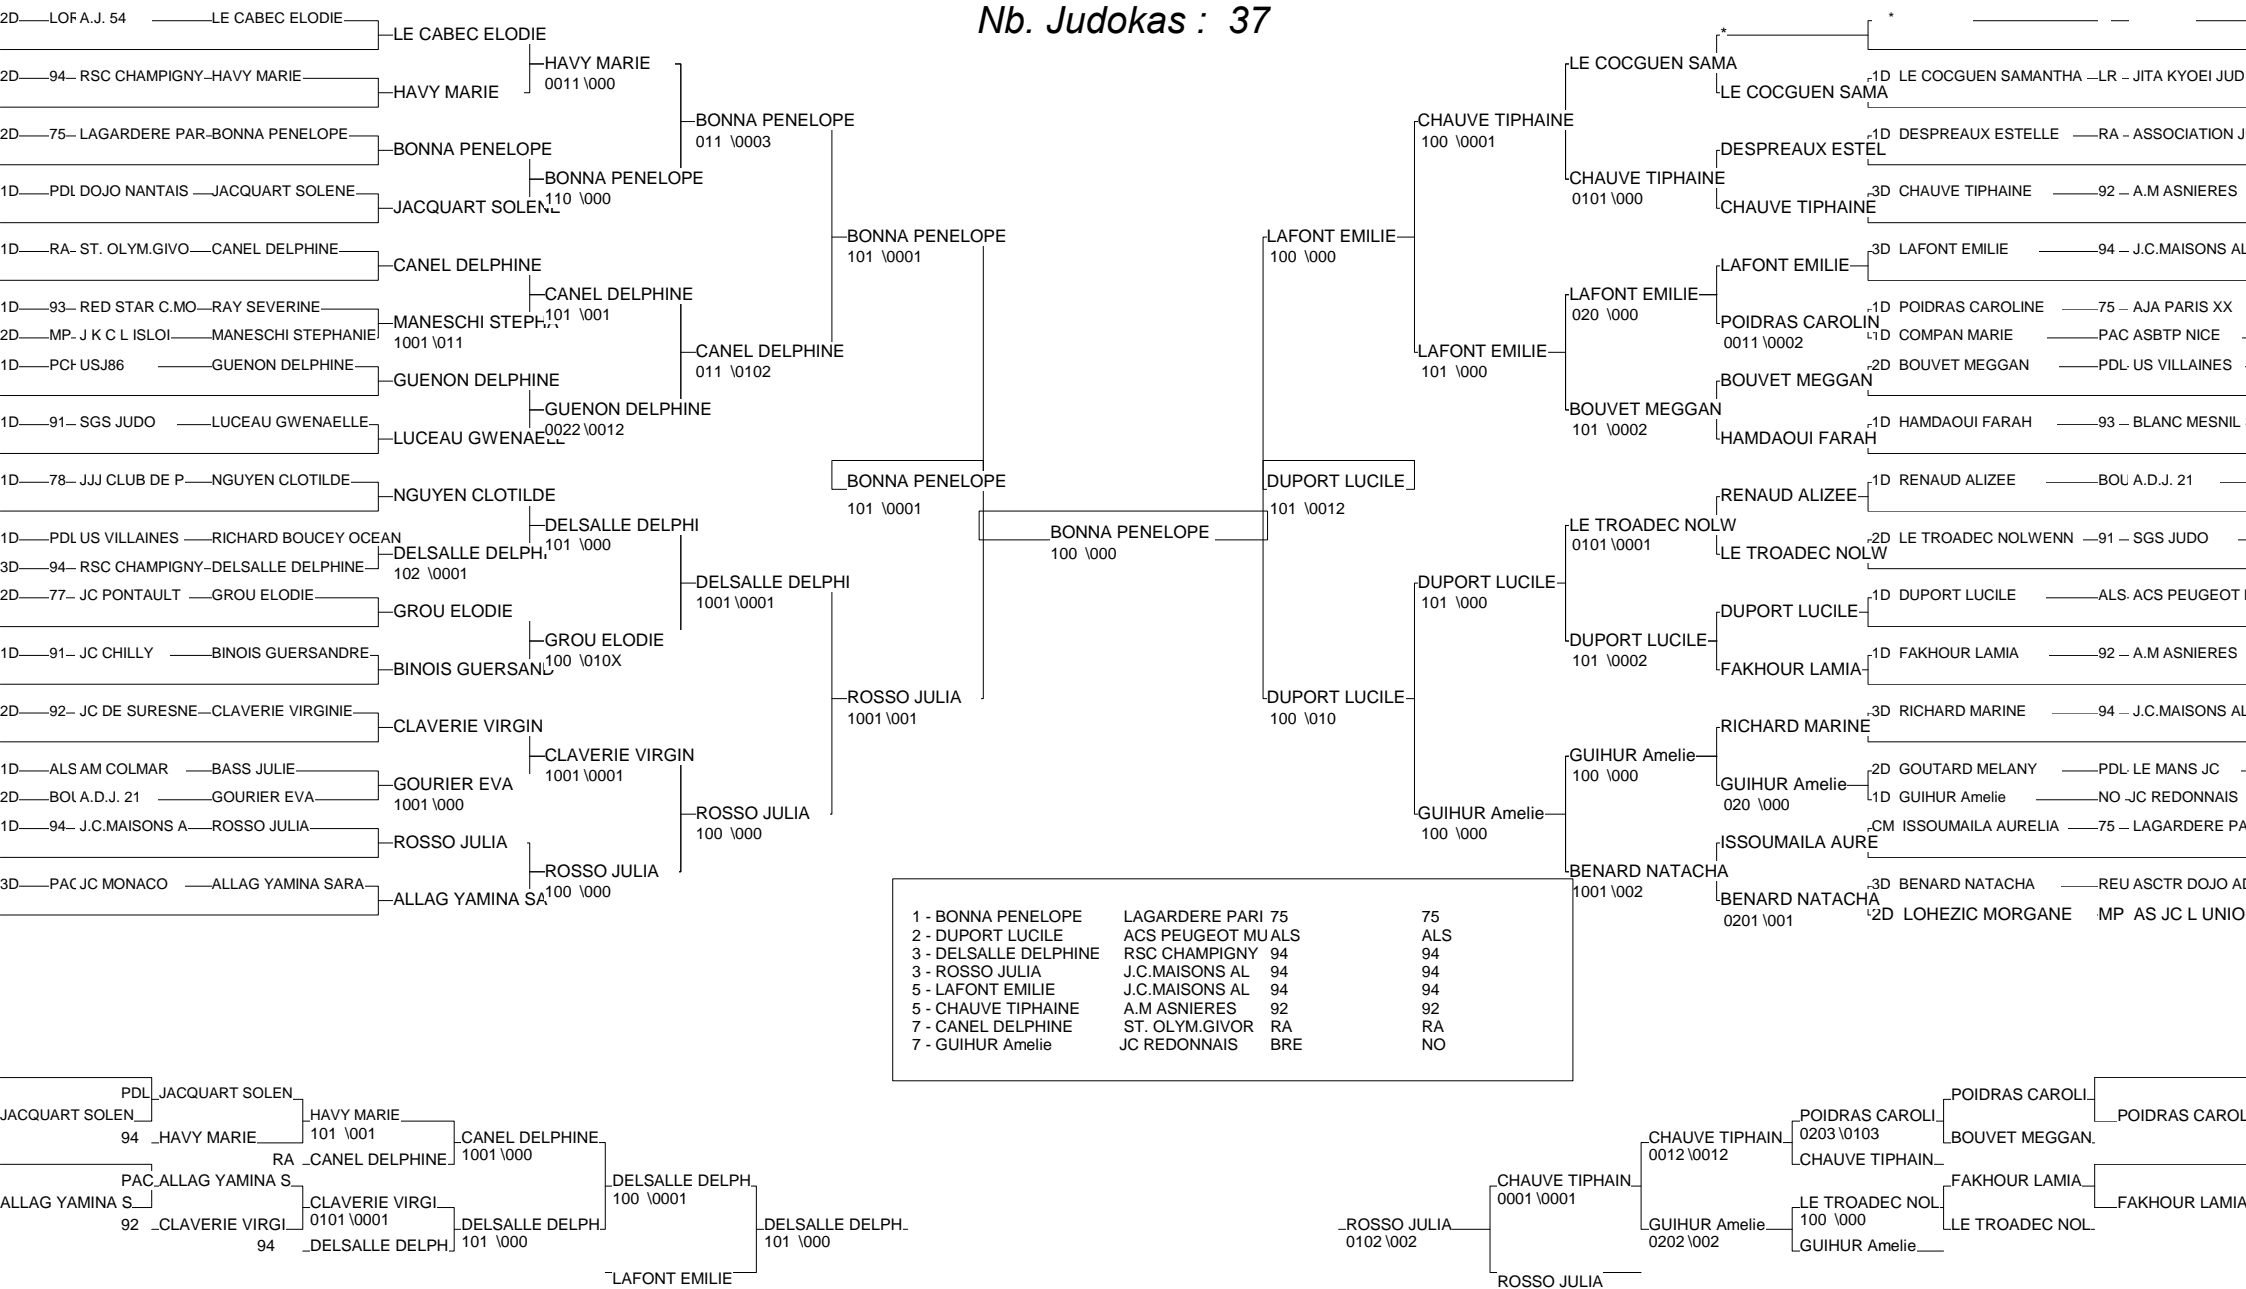 Nb. Judokas : 37
2D LOR A.J. 54 LE CABEC ELODIE
2D 94 RSC CHAMPIGNY HAVY MARIE
2D 75 LAGARDERE PAR BONNA PENELOPE
1D PDL DOJO NANTAIS JACQUART SOLENE
1D RA ST. OLYM.GIVO CANEL DELPHINE
1D 93 RED STAR C.MO RAY SEVERINE
2D MP J K C L ISLOI MANESCHI STEPHANIE
1D PCH USJ86 GUENON DELPHINE
1D 91 SGS JUDO LUCEAU GWENAELLE
1D 78 JJJ CLUB DE P NGUYEN CLOTILDE
1D PDL US VILLAINES RICHARD BOUCEY OCEAN
3D 94 RSC CHAMPIGNY DELSALLE DELPHINE
2D 77 JC PONTAULT GROU ELODIE
1D 91 JC CHILLY BINOIS GUERSANDRE
2D 92 JC DE SURESNE CLAVERIE VIRGINIE
1D ALS AM COLMAR BASS JULIE
2D BOU A.D.J. 21 GOURIER EVA
1D 94 J.C.MAISONS A ROSSO JULIA
3D PAC JC MONACO ALLAG YAMINA SARA
LE CABEC ELODIE
HAVY MARIE
BONNA PENELOPE
JACQUART SOLENE
CANEL DELPHINE
MANESCHI STEPHA
1001 \011
GUENON DELPHINE
LUCEAU GWENAELL
NGUYEN CLOTILDE
DELSALLE DELPHI
102 \0001
GROU ELODIE
BINOIS GUERSAND
CLAVERIE VIRGIN
GOURIER EVA
1001 \000
ROSSO JULIA
ALLAG YAMINA SA
HAVY MARIE
0011 \000
BONNA PENELOPE
110 \000
CANEL DELPHINE
101 \001
GUENON DELPHINE
0022 \0012
DELSALLE DELPHI
101 \000
GROU ELODIE
100 \010X
CLAVERIE VIRGIN
1001 \0001
ROSSO JULIA
100 \000
BONNA PENELOPE
011 \0003
CANEL DELPHINE
011 \0102
DELSALLE DELPHI
1001 \0001
ROSSO JULIA
100 \000
BONNA PENELOPE
101 \0001
BONNA PENELOPE
101 \0001
ROSSO JULIA
1001 \001
BONNA PENELOPE
100 \000
LAFONT EMILIE
100 \000
DUPORT LUCILE
101 \0012
DUPORT LUCILE
100 \010
CHAUVE TIPHAINE
100 \0001
LAFONT EMILIE
101 \000
DUPORT LUCILE
101 \000
GUIHUR Amelie
100 \000
LE COCGUEN SAMA
CHAUVE TIPHAINE
0101 \000
LAFONT EMILIE
020 \000
BOUVET MEGGAN
101 \0002
LE TROADEC NOLW
0101 \0001
DUPORT LUCILE
101 \0002
GUIHUR Amelie
100 \000
BENARD NATACHA
1001 \002
*
LE COCGUEN SAMA
DESPREAUX ESTEL
CHAUVE TIPHAINE
LAFONT EMILIE
POIDRAS CAROLIN
0011 \0002
BOUVET MEGGAN
HAMDAOUI FARAH
RENAUD ALIZEE
LE TROADEC NOLW
DUPORT LUCILE
FAKHOUR LAMIA
RICHARD MARINE
GUIHUR Amelie
020 \000
ISSOUMAILA AURE
BENARD NATACHA
0201 \001
*
1D LE COCGUEN SAMANTHA LR JITA KYOEI JUD
1D DESPREAUX ESTELLE RA ASSOCIATION J
3D CHAUVE TIPHAINE 92 A.M ASNIERES
3D LAFONT EMILIE 94 J.C.MAISONS AL
1D POIDRAS CAROLINE 75 AJA PARIS XX
1D COMPAN MARIE PAC ASBTP NICE
2D BOUVET MEGGAN PDL US VILLAINES
1D HAMDAOUI FARAH 93 BLANC MESNIL
1D RENAUD ALIZEE BOU A.D.J. 21
2D LE TROADEC NOLWENN 91 SGS JUDO
1D DUPORT LUCILE ALS ACS PEUGEOT
1D FAKHOUR LAMIA 92 A.M ASNIERES
3D RICHARD MARINE 94 J.C.MAISONS AL
2D GOUTARD MELANY PDL LE MANS JC
1D GUIHUR Amelie NO JC REDONNAIS
CM ISSOUMAILA AURELIA 75 LAGARDERE PA
3D BENARD NATACHA REU ASCTR DOJO AD
2D LOHEZIC MORGANE MP AS JC L UNIO
1 - BONNA PENELOPE LAGARDERE PARI 75 75
2 - DUPORT LUCILE ACS PEUGEOT MU ALS ALS
3 - DELSALLE DELPHINE RSC CHAMPIGNY 94 94
3 - ROSSO JULIA J.C.MAISONS AL 94 94
5 - LAFONT EMILIE J.C.MAISONS AL 94 94
5 - CHAUVE TIPHAINE A.M ASNIERES 92 92
7 - CANEL DELPHINE ST. OLYM.GIVOR RA RA
7 - GUIHUR Amelie JC REDONNAIS BRE NO
JACQUART SOLEN
ALLAG YAMINA S
PDL JACQUART SOLEN
94 HAVY MARIE
PAC ALLAG YAMINA S
92 CLAVERIE VIRGI
HAVY MARIE
101 \001
RA CANEL DELPHINE
CLAVERIE VIRGI
0101 \0001
94 DELSALLE DELPH
CANEL DELPHINE
1001 \000
DELSALLE DELPH
101 \000
DELSALLE DELPH
100 \0001
LAFONT EMILIE
DELSALLE DELPH
101 \000
ROSSO JULIA
0102 \002
CHAUVE TIPHAIN
0001 \0001
ROSSO JULIA
CHAUVE TIPHAIN
0012 \0012
GUIHUR Amelie
0202 \002
POIDRAS CAROLI
0203 \0103
CHAUVE TIPHAIN
LE TROADEC NOL
100 \000
GUIHUR Amelie
POIDRAS CAROLI
BOUVET MEGGAN
FAKHOUR LAMIA
LE TROADEC NOL
POIDRAS CAROL
FAKHOUR LAMIA